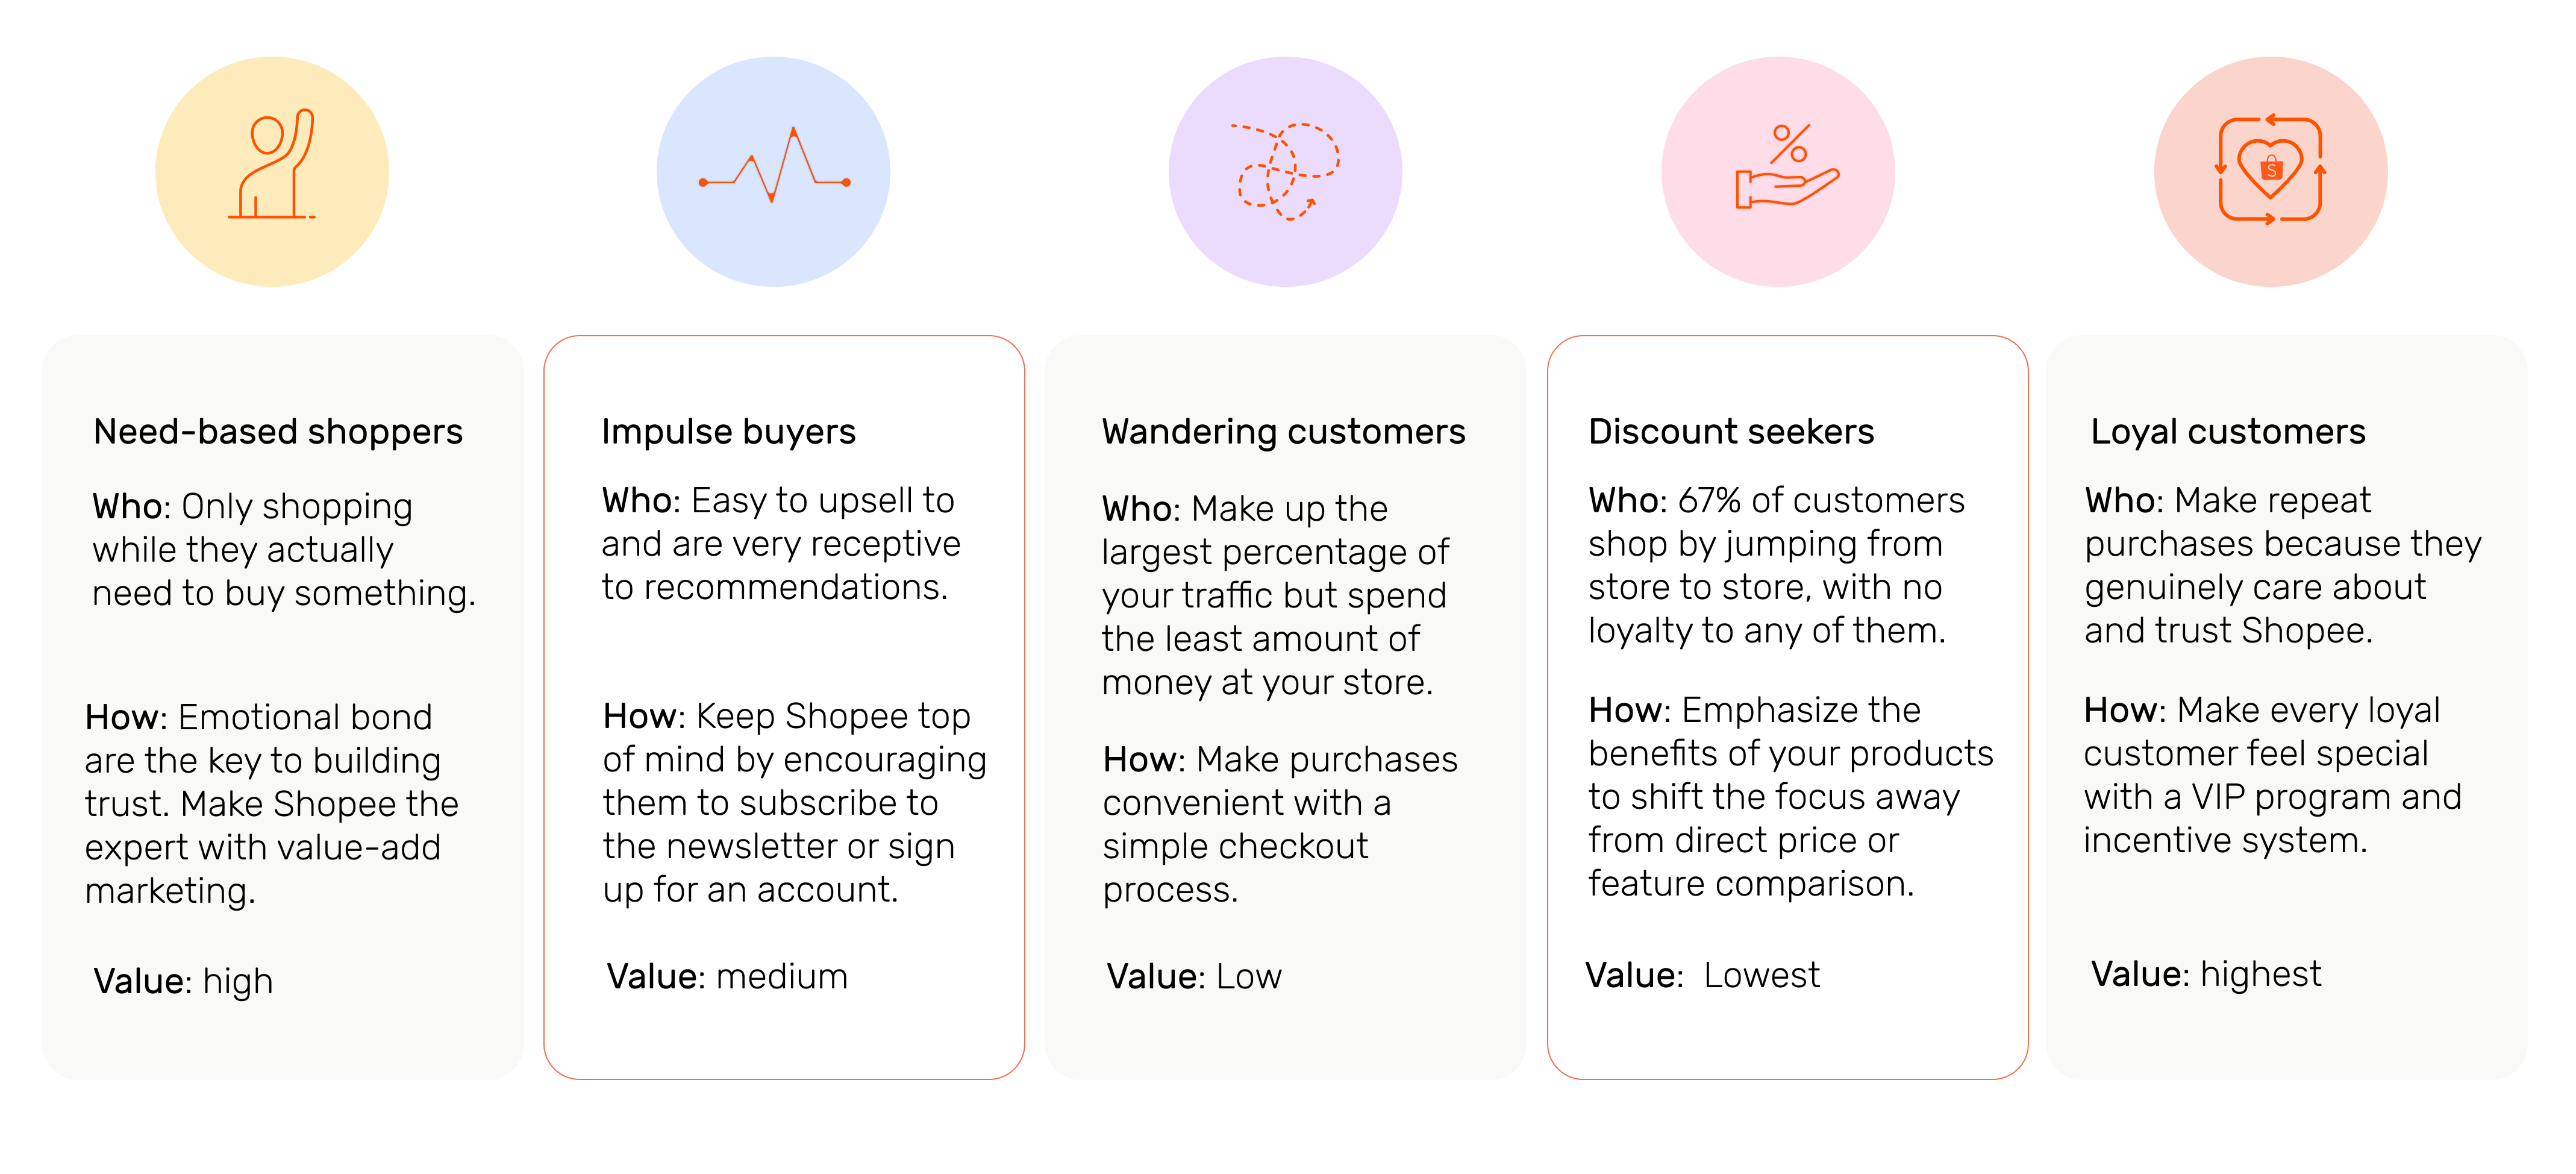 Need-based shoppers
Who: Only shopping
while they actually
need to buy something.
How: Emotional bond
are the key to building
trust. Make Shopee the
expert with value-add
marketing.
Value: high
Impulse buyers
Who: Easy to upsell to
and are very receptive
to recommendations.
How: Keep Shopee top
of mind by encouraging
them to subscribe to
the newsletter or sign
up for an account.
Value: medium
Wandering customers
Who: Make up the
largest percentage of
your traffic but spend
the least amount of
money at your store.
How: Make purchases
convenient with a
simple checkout
process.
Value: Low
%
Discount seekers
Who: 67% of customers
shop by jumping from
store to store, with no
loyalty to any of them.
How: Emphasize the
benefits of your products
to shift the focus away
from direct price or
feature comparison.
Value: Lowest
S
Loyal customers
Who: Make repeat
purchases because they
genuinely care about
and trust Shopee.
How: Make every loyal
customer feel special
with a VIP program and
incentive system.
Value: highest